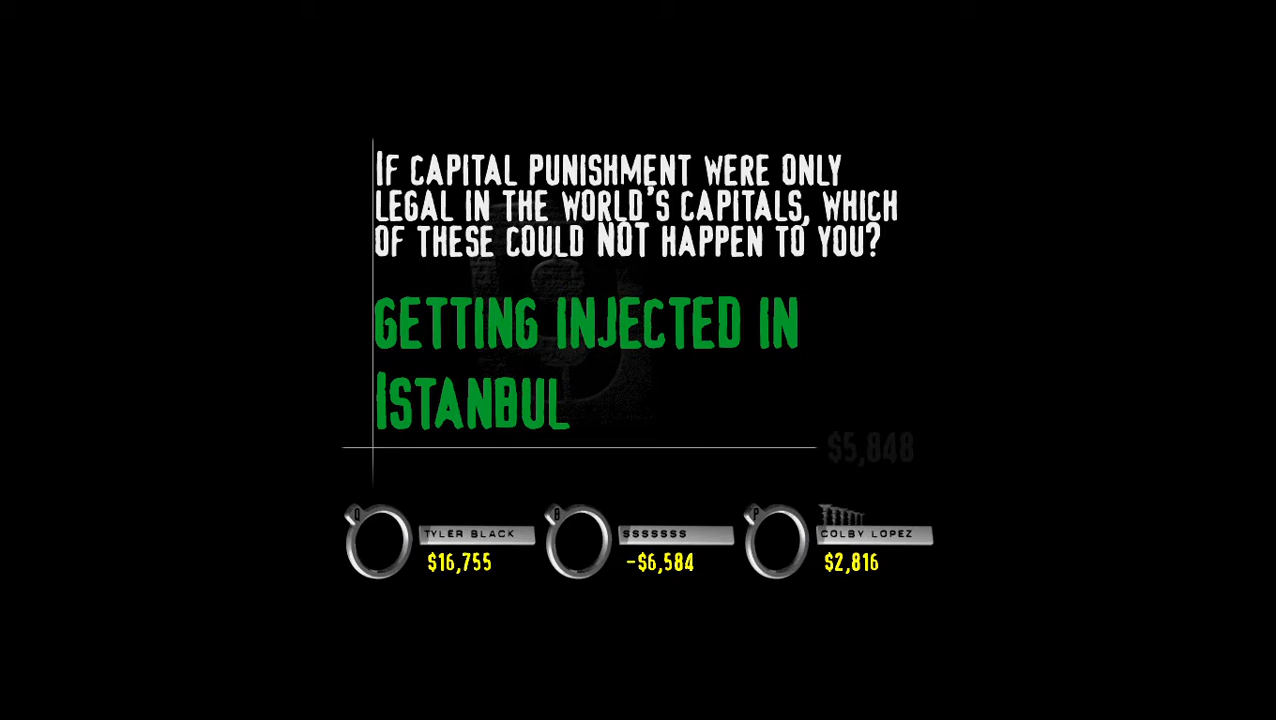 If capital punishment were only
legal in the world's capitals, which
of these could NOT happen to you?
Getting injected in
Istanbul
$5,848
Q
TYLER BLACK
$16,755
B
SSSSSSS
-$6,584
P
COLBY LOPEZ
$2,816